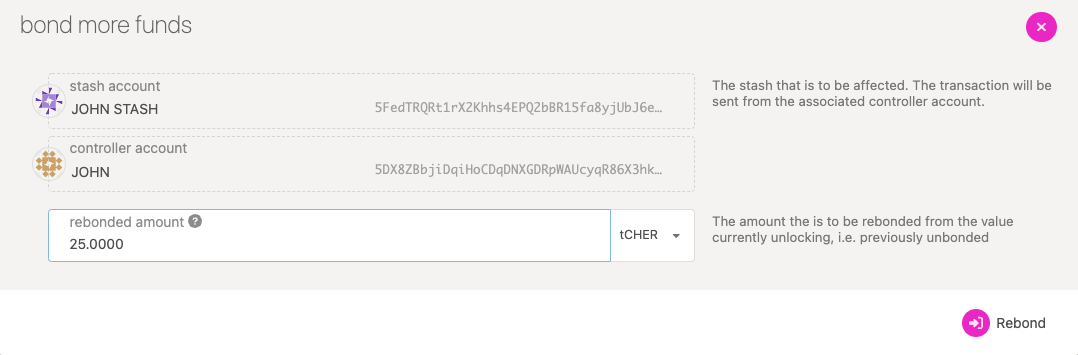 bond more funds
stash account
JOHN STASH 5FedTRQRt1rX2Khhs4EPQ2bBR15fa8yjUbJ6e…
The stash that is to be affected. The transaction will be
sent from the associated controller account.
controller account
JOHN 5DX8ZBbjiDqiHoCDqDNXGDRpWAUcyqR86X3hk…
rebonded amount ?
25.0000
tCHER
The amount the is to be rebonded from the value
currently unlocking, i.e. previously unbonded
Rebond